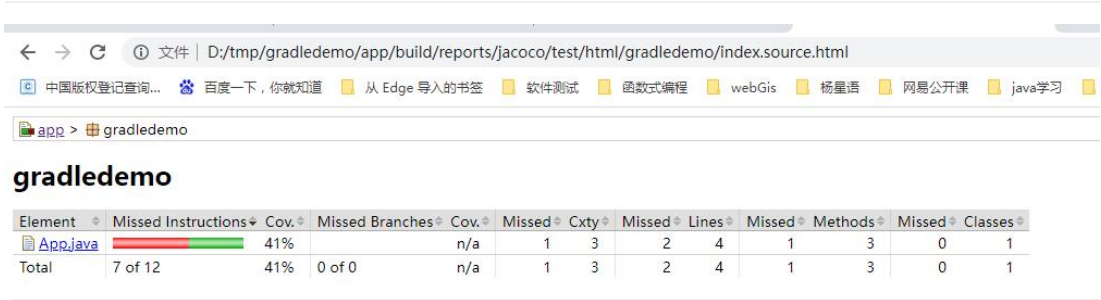 文件 | D:/tmp/gradledemo/app/build/reports/jacoco/test/html/gradledemo/index.source.html
中国版权登记查询... 百度一下，你就知道 从 Edge 导入的书签 软件测试 函数式编程 webGis 杨星语 网易公开课 java学习
app > gradledemo
gradledemo
Element Missed Instructions Cov. Missed Branches Cov. Missed Cxty Missed Lines Missed Methods Missed Classes
App.java 41% n/a 1 3 2 4 1 3 0 1
Total 7 of 12 41% 0 of 0 n/a 1 3 2 4 1 3 0 1